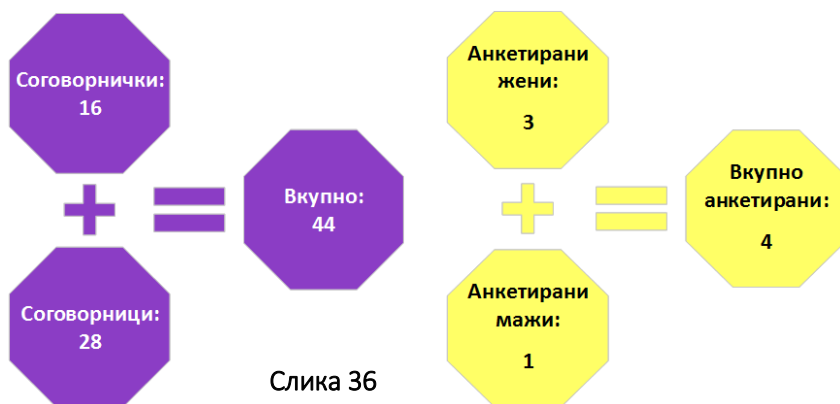 Соговорнички:
16
Соговорници:
28
Вкупно:
44
Анкетирани
жени:
3
Анкетирани
мажи:
1
Вкупно
анкетирани:
4
Слика 36